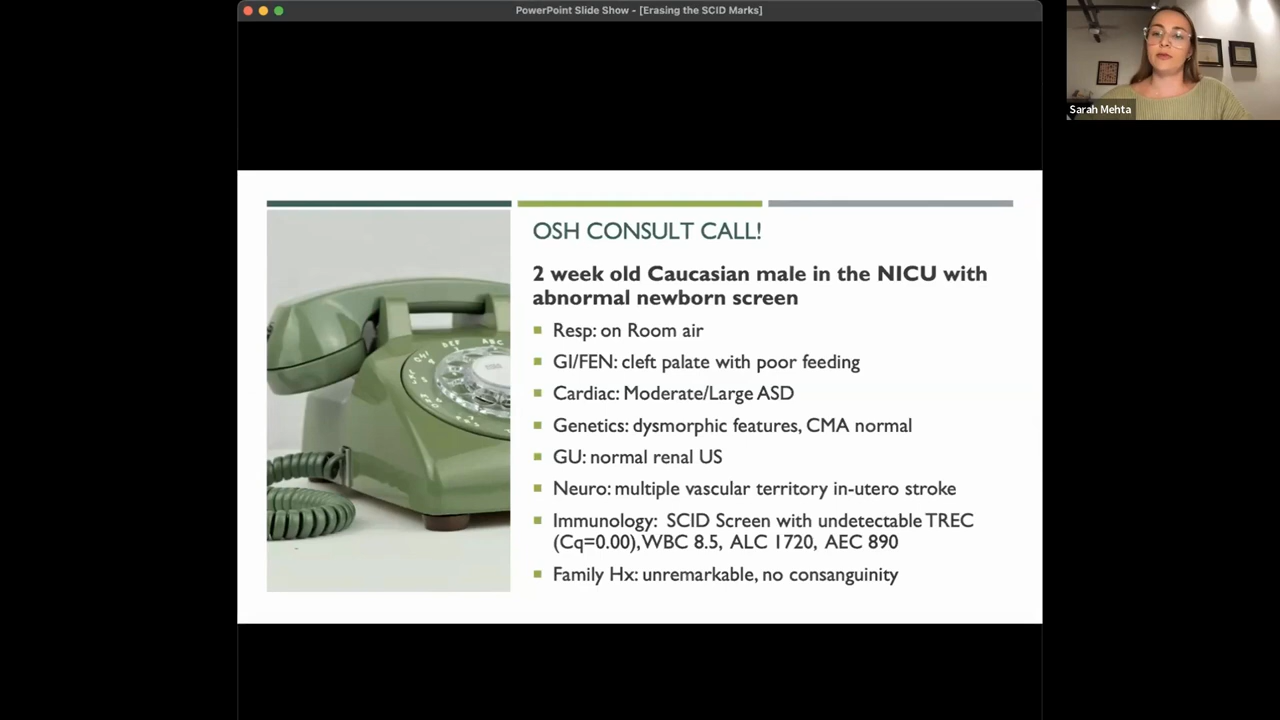 PowerPoint Slide Show - [Erasing the SCID Marks]
Sarah Mehta
OSH CONSULT CALL!
2 week old Caucasian male in the NICU with
abnormal newborn screen
Resp: on Room air
GI/FEN: cleft palate with poor feeding
Cardiac: Moderate/Large ASD
Genetics: dysmorphic features, CMA normal
GU: normal renal US
Neuro: multiple vascular territory in-utero stroke
Immunology: SCID Screen with undetectable TREC
(Cq=0.00), WBC 8.5, ALC 1720, AEC 890
Family Hx: unremarkable, no consanguinity
DEF ABC